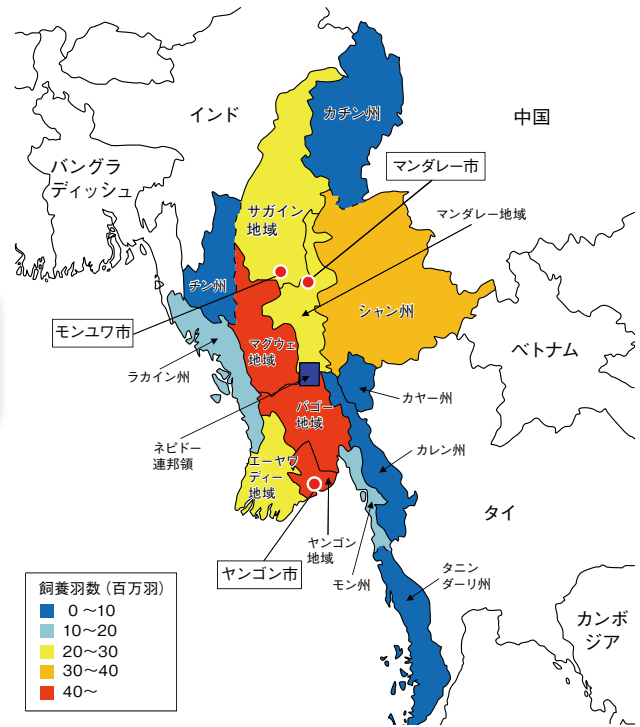 インド
カチン州
中国
バングラ
ディッシュ
マンダレー市
サガイン
地域
マンダレー地域
チン州
シャン州
モンユワ市
マグウェ
地域
ベトナム
ラカイン州
カヤー州
バゴー
地域
ネピドー
連邦領
カレン州
エーヤワ
ディー
地域
タイ
ヤンゴン
地域
ヤンゴン市
モン州
タニン
ダーリ州
飼養羽数（百万羽）
0～10
10～20
20～30
30～40
40～
カンボ
ジア